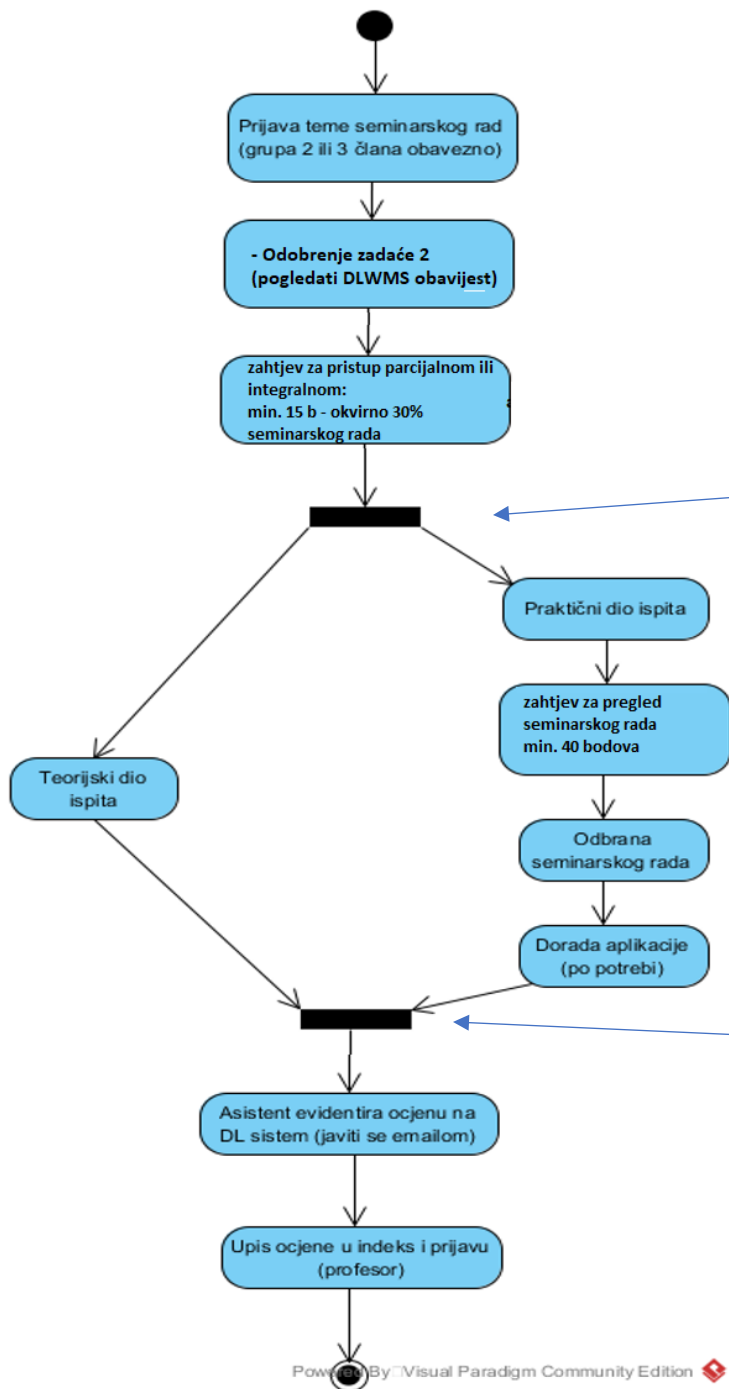 Prijava teme seminarskog rad
(grupa 2 ili 3 člana obavezno)
- Odobrenje zadaće 2
(pogledati DLWMS obavijest)
zahtjev za pristup parcijalnom ili
integralnom:
min. 15 b - okvirno 30%
seminarskog rada
Praktični dio ispita
zahtjev za pregled
seminarskog rada
min. 40 bodova
Teorijski dio
ispita
Odbrana
seminarskog rada
Dorada aplikacije
(po potrebi)
Asistent evidentira ocjenu na
DL sistem (javiti se emailom)
Upis ocjene u indeks i prijavu
(profesor)
Powered By Visual Paradigm Community Edition